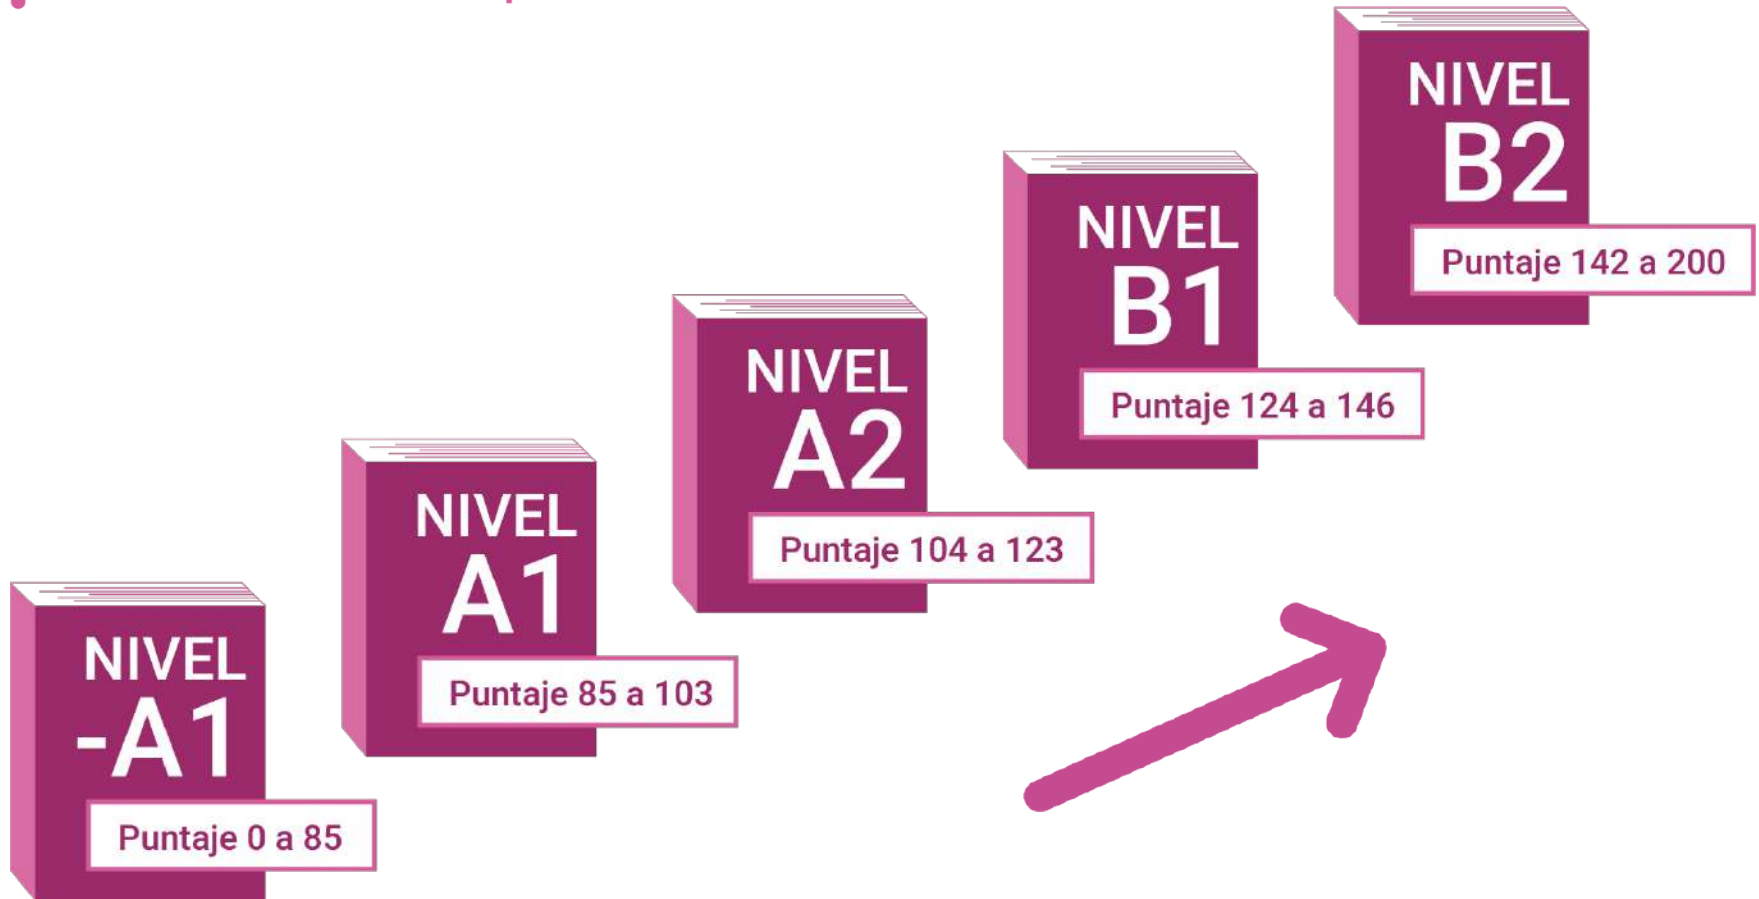 NIVEL
B2
Puntaje 142 a 200
NIVEL
B1
Puntaje 124 a 146
NIVEL
A2
Puntaje 104 a 123
NIVEL
A1
Puntaje 85 a 103
NIVEL
-A1
Puntaje 0 a 85